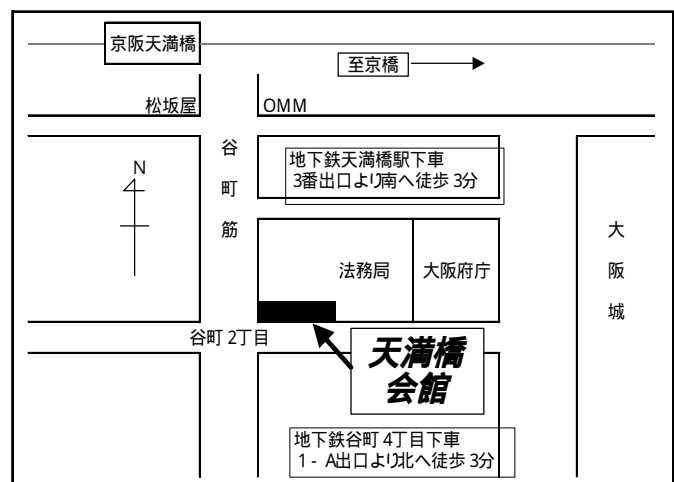 京阪天満橋
至京橋
松坂屋
OMM
谷町筋
地下鉄天満橋駅下車
3番出口より南へ徒歩3分
N
法務局
大阪府庁
大阪城
谷町2丁目
天満橋
会館
地下鉄谷町4丁目下車
1-A出口より北へ徒歩3分